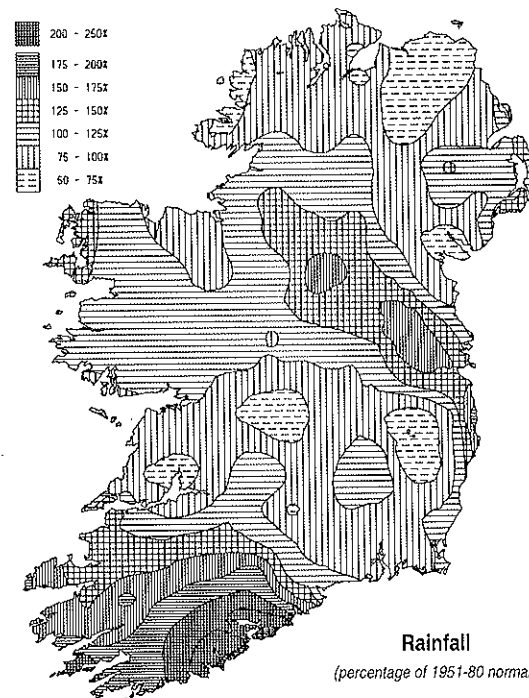 200 - 250%
175 - 200%
150 - 175%
125 - 150%
100 - 125%
75 - 100%
50 - 75%
Rainfall
(percentage of 1951-80 norma